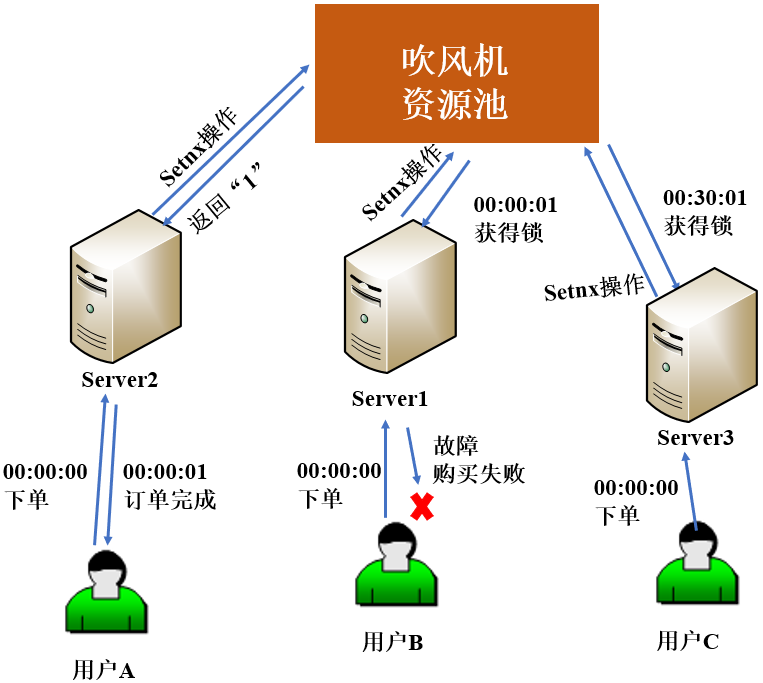 吹风机
资源池
Setnx操作
返回“1”
Setnx操作
00:00:01
获得锁
00:30:01
获得锁
Setnx操作
Server2
Server1
Server3
00:00:00
下单
00:00:01
订单完成
00:00:00
下单
故障
购买失败
00:00:00
下单
用户A
用户B
用户C